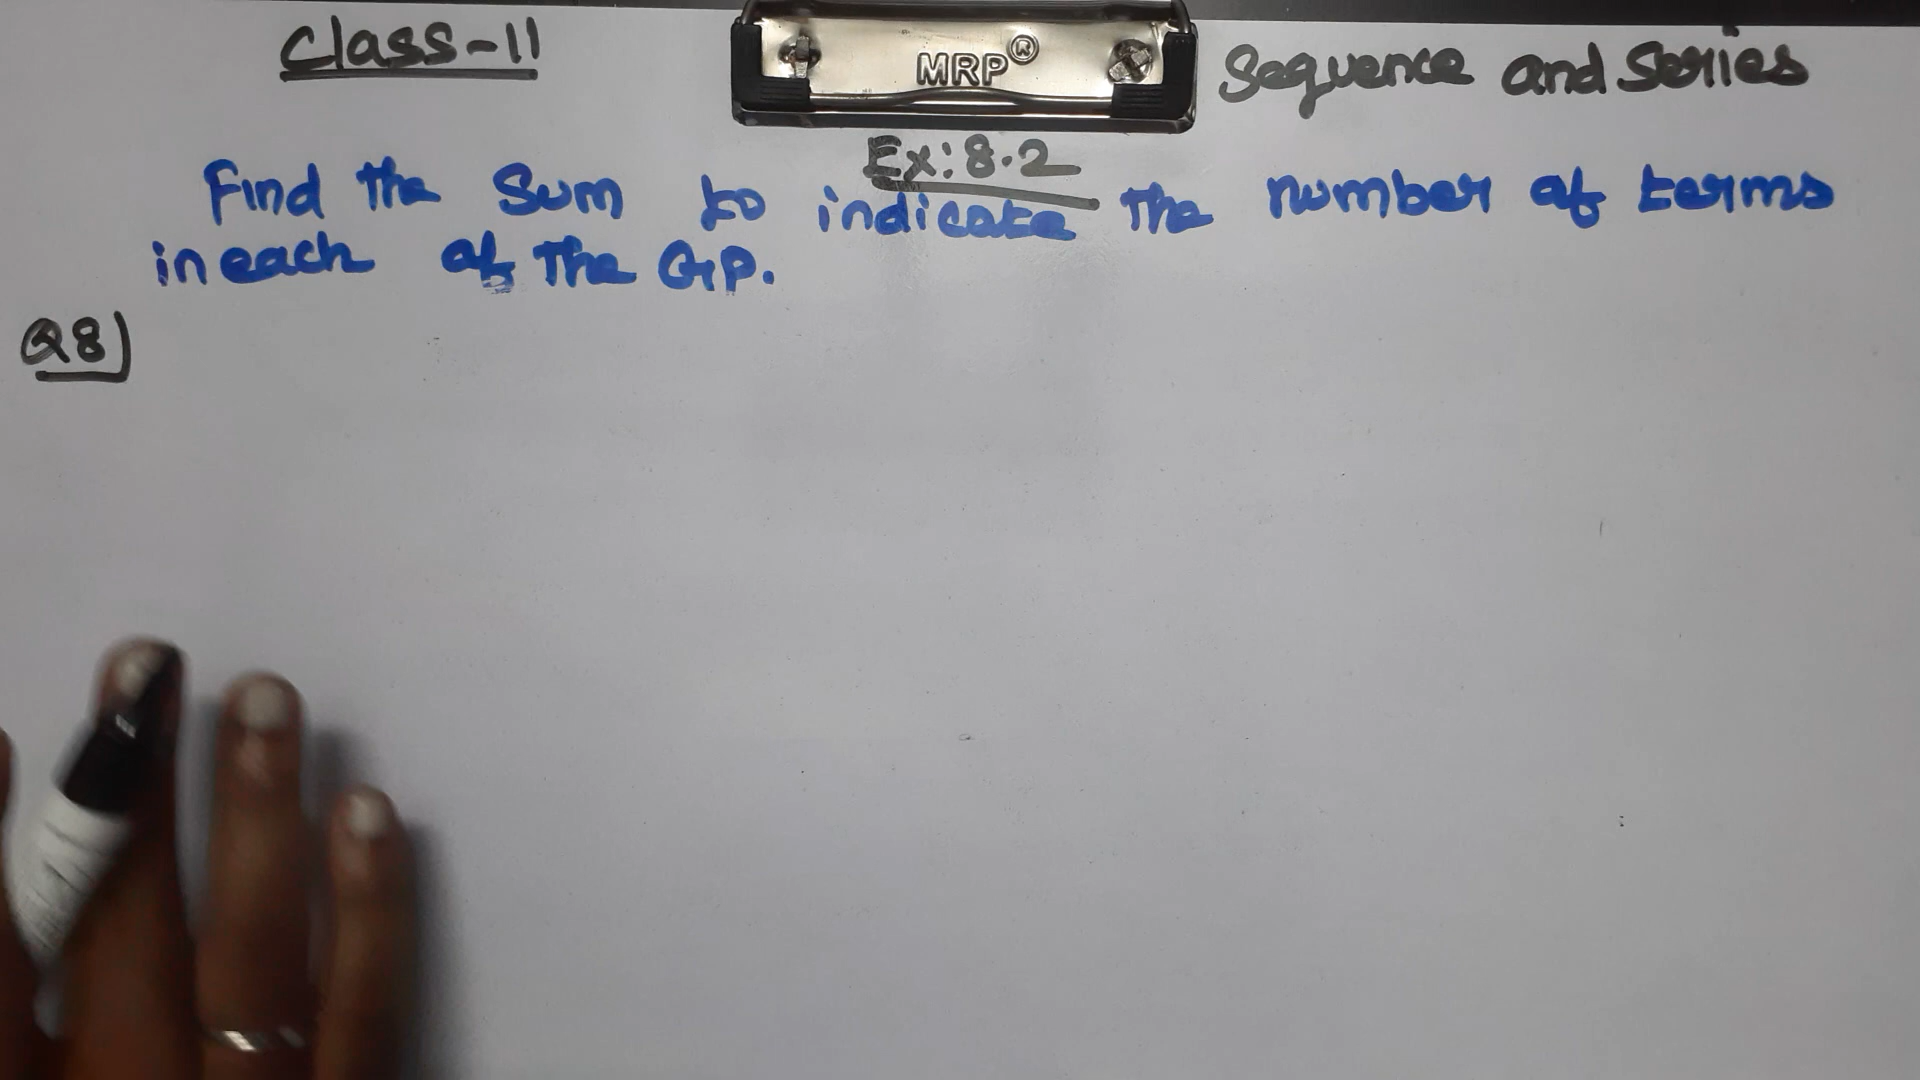 Class-11
MRP®
Sequence and Series
Ex: 8.2
Find the Sum to indicate the number of terms
in each of the G.P.
Q8)